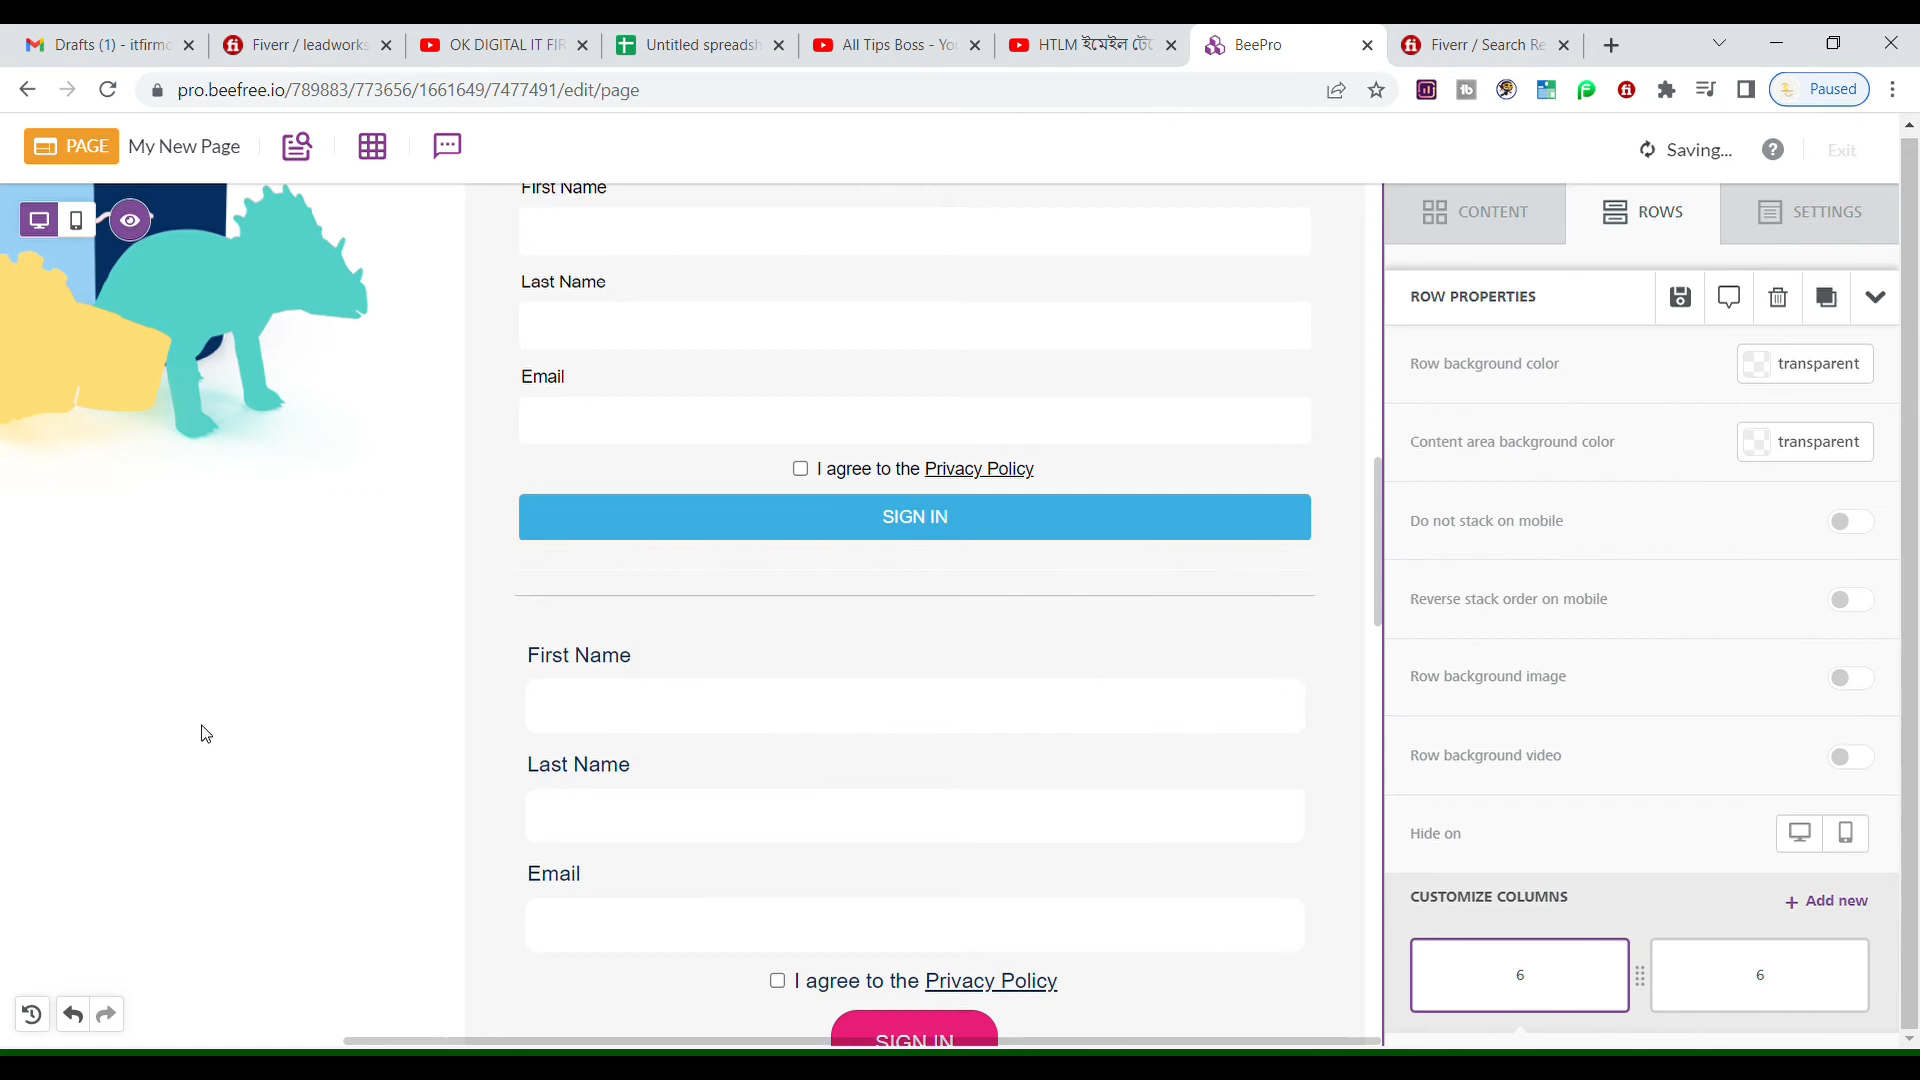 Drafts (1) - itfirmc
Fiverr / leadworks
OK DIGITAL IT FIR
Untitled spreadsh
All Tips Boss - Yo
HTLM ইমেইল টে
BeePro
Fiverr / Search Re
pro.beefree.io/789883/773656/1661649/7477491/edit/page
Paused
PAGE
My New Page
Saving...
Exit
CONTENT
ROWS
SETTINGS
First Name
Last Name
Email
I agree to the Privacy Policy
SIGN IN
First Name
Last Name
Email
I agree to the Privacy Policy
SIGN IN
ROW PROPERTIES
Row background color
transparent
Content area background color
transparent
Do not stack on mobile
Reverse stack order on mobile
Row background image
Row background video
Hide on
CUSTOMIZE COLUMNS
+ Add new
6
6